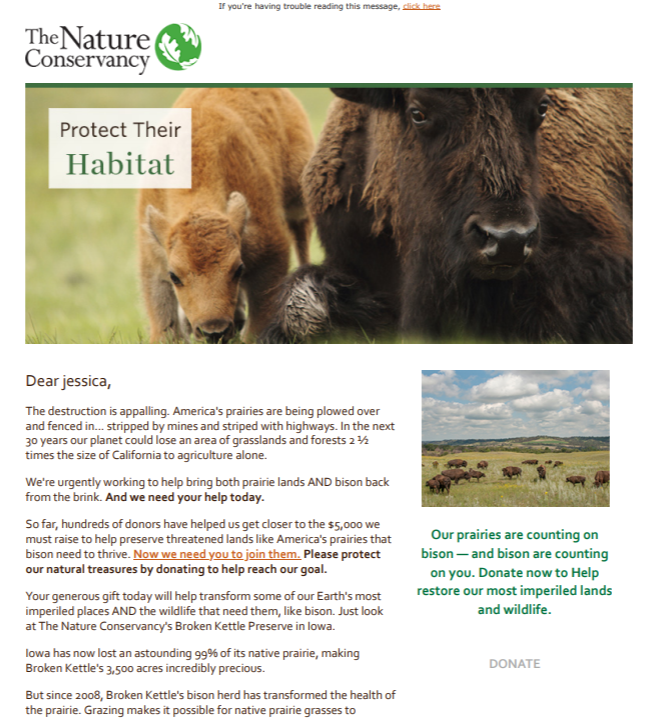 If you're having trouble reading this message, click here
The Nature
Conservancy
Protect Their
Habitat
Dear jessica,
The destruction is appalling. America's prairies are being plowed over
and fenced in... stripped by mines and striped with highways. In the next
30 years our planet could lose an area of grasslands and forests 2 ½
times the size of California to agriculture alone.
We're urgently working to help bring both prairie lands AND bison back
from the brink. And we need your help today.
So far, hundreds of donors have helped us get closer to the $5,000 we
must raise to help preserve threatened lands like America's prairies that
bison need to thrive. Now we need you to join them. Please protect
our natural treasures by donating to help reach our goal.
Your generous gift today will help transform some of our Earth's most
imperiled places AND the wildlife that need them, like bison. Just look
at The Nature Conservancy's Broken Kettle Preserve in Iowa.
Iowa has now lost an astounding 99% of its native prairie, making
Broken Kettle's 3,500 acres incredibly precious.
But since 2008, Broken Kettle's bison herd has transformed the health of
the prairie. Grazing makes it possible for native prairie grasses to
Our prairies are counting on
bison — and bison are counting
on you. Donate now to Help
restore our most imperiled lands
and wildlife.
DONATE